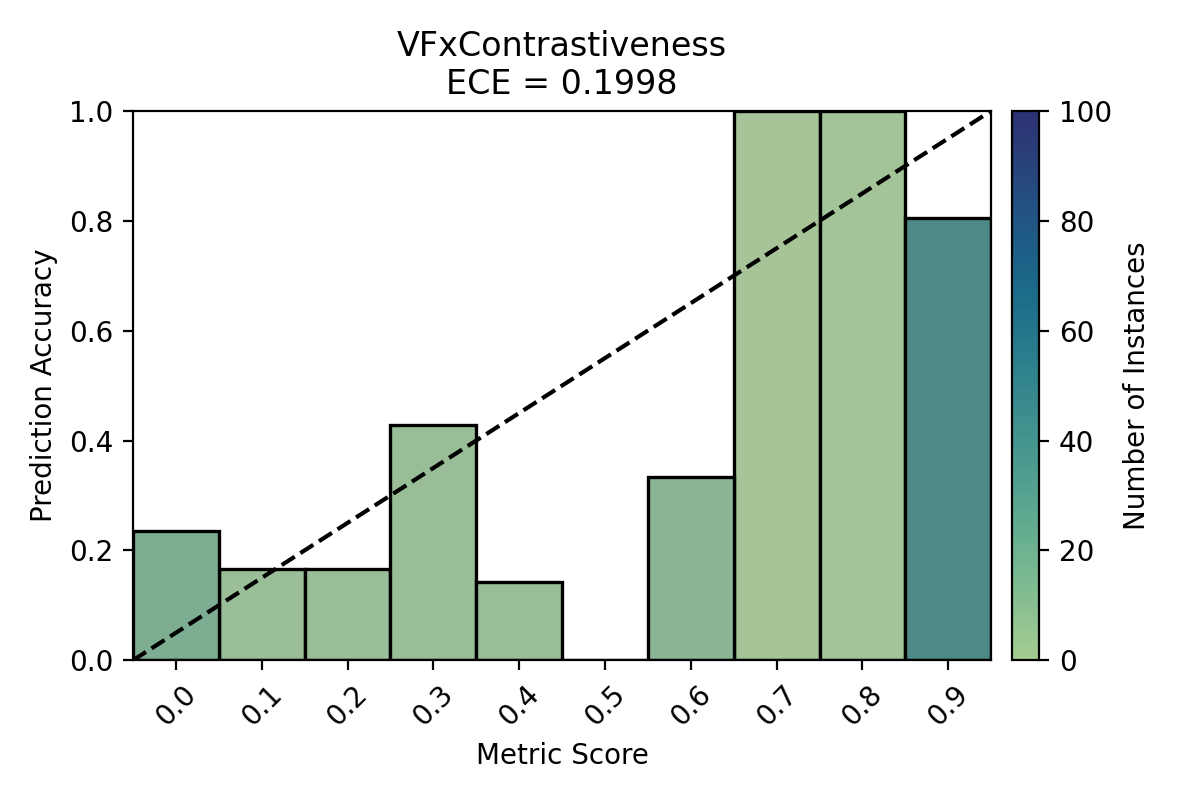 VFxContrastiveness
ECE = 0.1998
1.0
0.8
0.6
0.4
0.2
0.0
Prediction Accuracy
0.0 0.1 0.2 0.3 0.4 0.5 0.6 0.7 0.8 0.9
Metric Score
100
80
60
40
20
0
Number of Instances